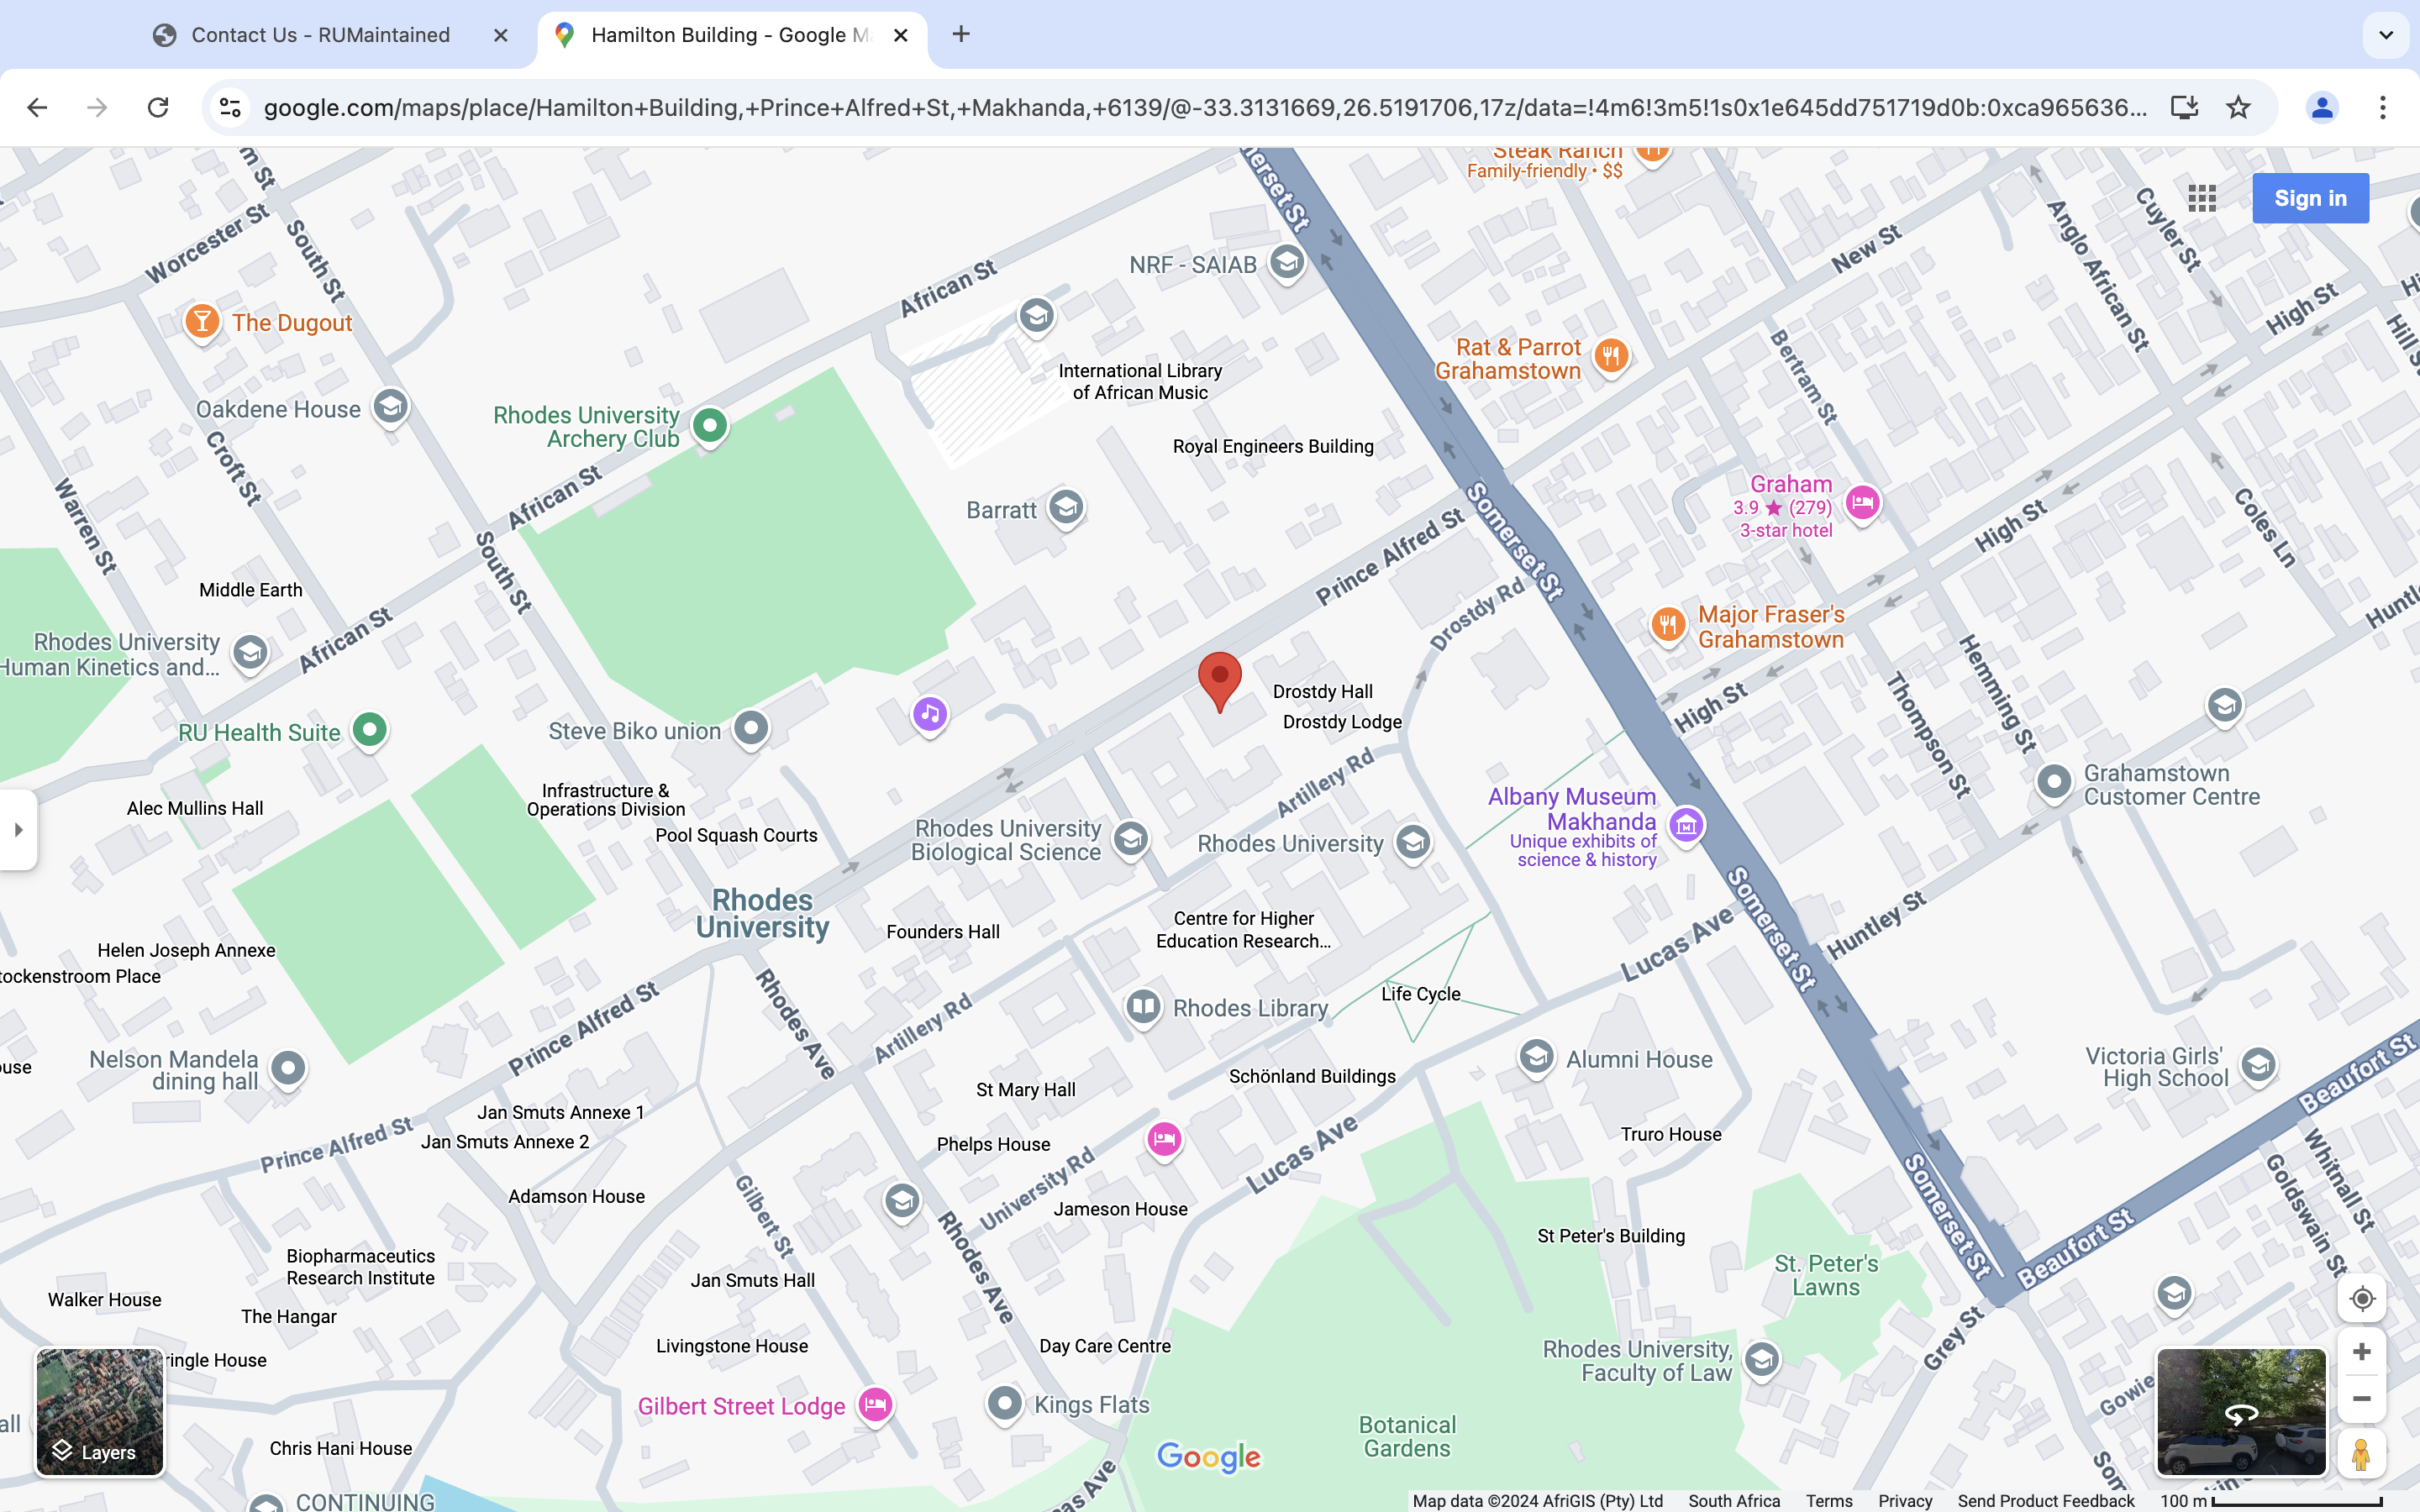 Contact Us - RUMaintained
Hamilton Building - Google M
google.com/maps/place/Hamilton+Building,+Prince+Alfred+St,+Makhanda,+6139/@-33.3131669,26.5191706,17z/data=!4m6!3m5!1s0x1e645dd751719d0b:0xca965636...
Sign in
Steak Ranch
Family-friendly • $$
Worcester St
South St
African St
NRF - SAIAB
New St
Anglo African St
Cuyler St
High St
The Dugout
International Library
of African Music
Rat & Parrot
Grahamstown
Bertram St
Oakdene House
Rhodes University
Archery Club
Royal Engineers Building
Croft St
Warren St
African St
Barratt
Prince Alfred St
Somerset St
Graham
3.9 ★ (279)
3-star hotel
High St
Coles Ln
South St
Middle Earth
Drostdy Rd
Rhodes University
Human Kinetics and...
African St
Major Fraser's
Grahamstown
Hemming St
Thompson St
Drostdy Hall
Drostdy Lodge
High St
RU Health Suite
Steve Biko union
Artillery Rd
Infrastructure &
Operations Division
Alec Mullins Hall
Pool Squash Courts
Rhodes University
Biological Science
Rhodes University
Albany Museum
Makhanda
Unique exhibits of
science & history
Grahamstown
Customer Centre
Rhodes
University
Founders Hall
Centre for Higher
Education Research...
Somerset St
Lucas Ave
Huntley St
Helen Joseph Annexe
tockenstroom Place
Prince Alfred St
Rhodes Ave
Artillery Rd
Rhodes Library
Life Cycle
Nelson Mandela
dining hall
St Mary Hall
Schönland Buildings
Alumni House
Victoria Girls'
High School
Beaufort St
Jan Smuts Annexe 1
Jan Smuts Annexe 2
Prince Alfred St
Phelps House
Lucas Ave
Truro House
Whitnall St
Goldswain St
Adamson House
Gilbert St
University Rd
Jameson House
Somerset St
Beaufort St
Rhodes Ave
St Peter's Building
St. Peter's
Lawns
Biopharmaceutics
Research Institute
Jan Smuts Hall
Walker House
The Hangar
Livingstone House
Day Care Centre
Grey St
Rhodes University,
Faculty of Law
ringle House
Gilbert Street Lodge
Kings Flats
Gowie
Botanical
Gardens
Chris Hani House
Layers
Google
CONTINUING
Map data ©2024 AfriGIS (Pty) Ltd
South Africa
Terms
Privacy
Send Product Feedback
100 m